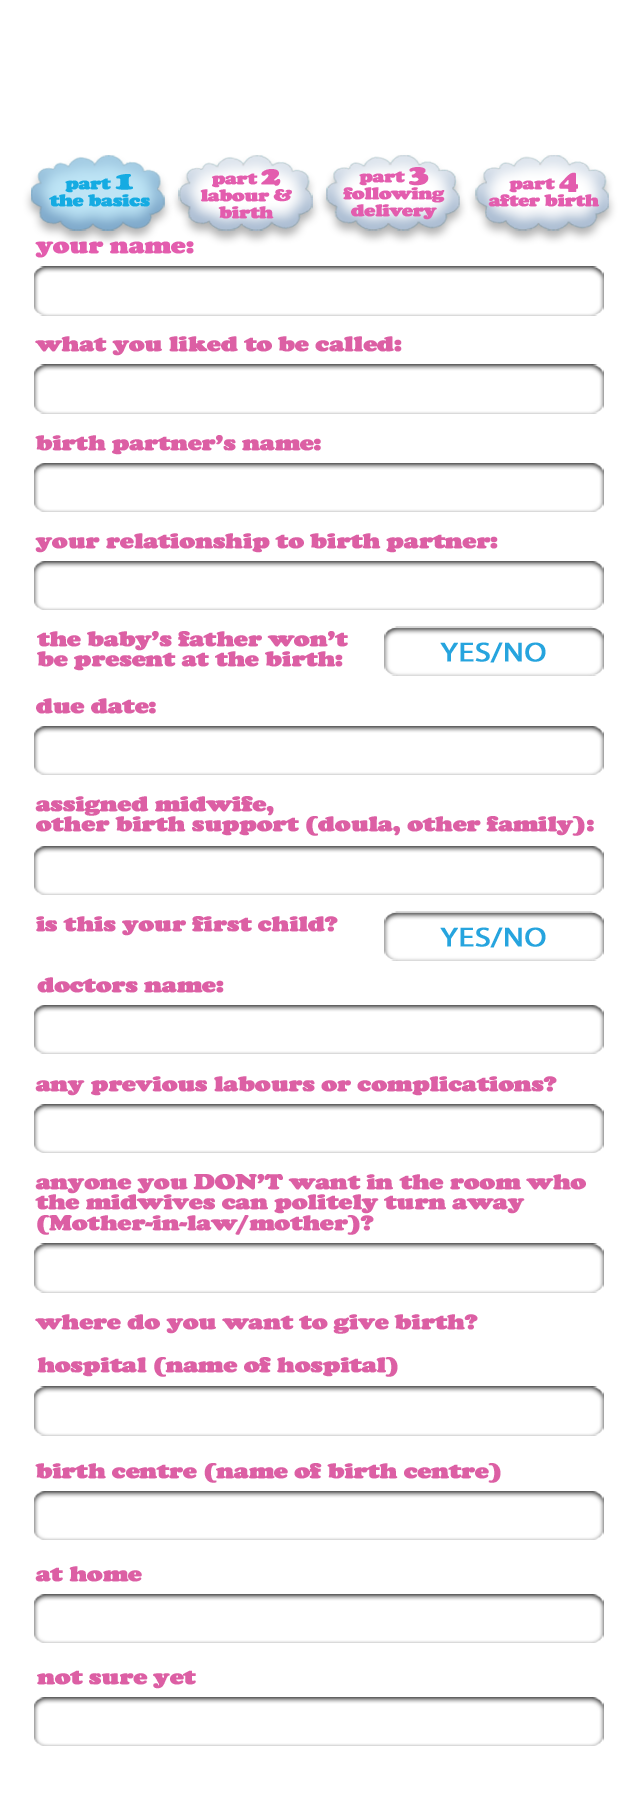 part 1
the basics
part 2
labour &
birth
part 3
following
delivery
part 4
after birth
your name:
what you liked to be called:
birth partner's name:
your relationship to birth partner:
the baby's father won't
be present at the birth:
YES/NO
due date:
assigned midwife,
other birth support (doula, other family):
is this your first child?
YES/NO
doctors name:
any previous labours or complications?
anyone you DON'T want in the room who
the midwives can politely turn away
(Mother-in-law/mother)?
where do you want to give birth?
hospital (name of hospital)
birth centre (name of birth centre)
at home
not sure yet